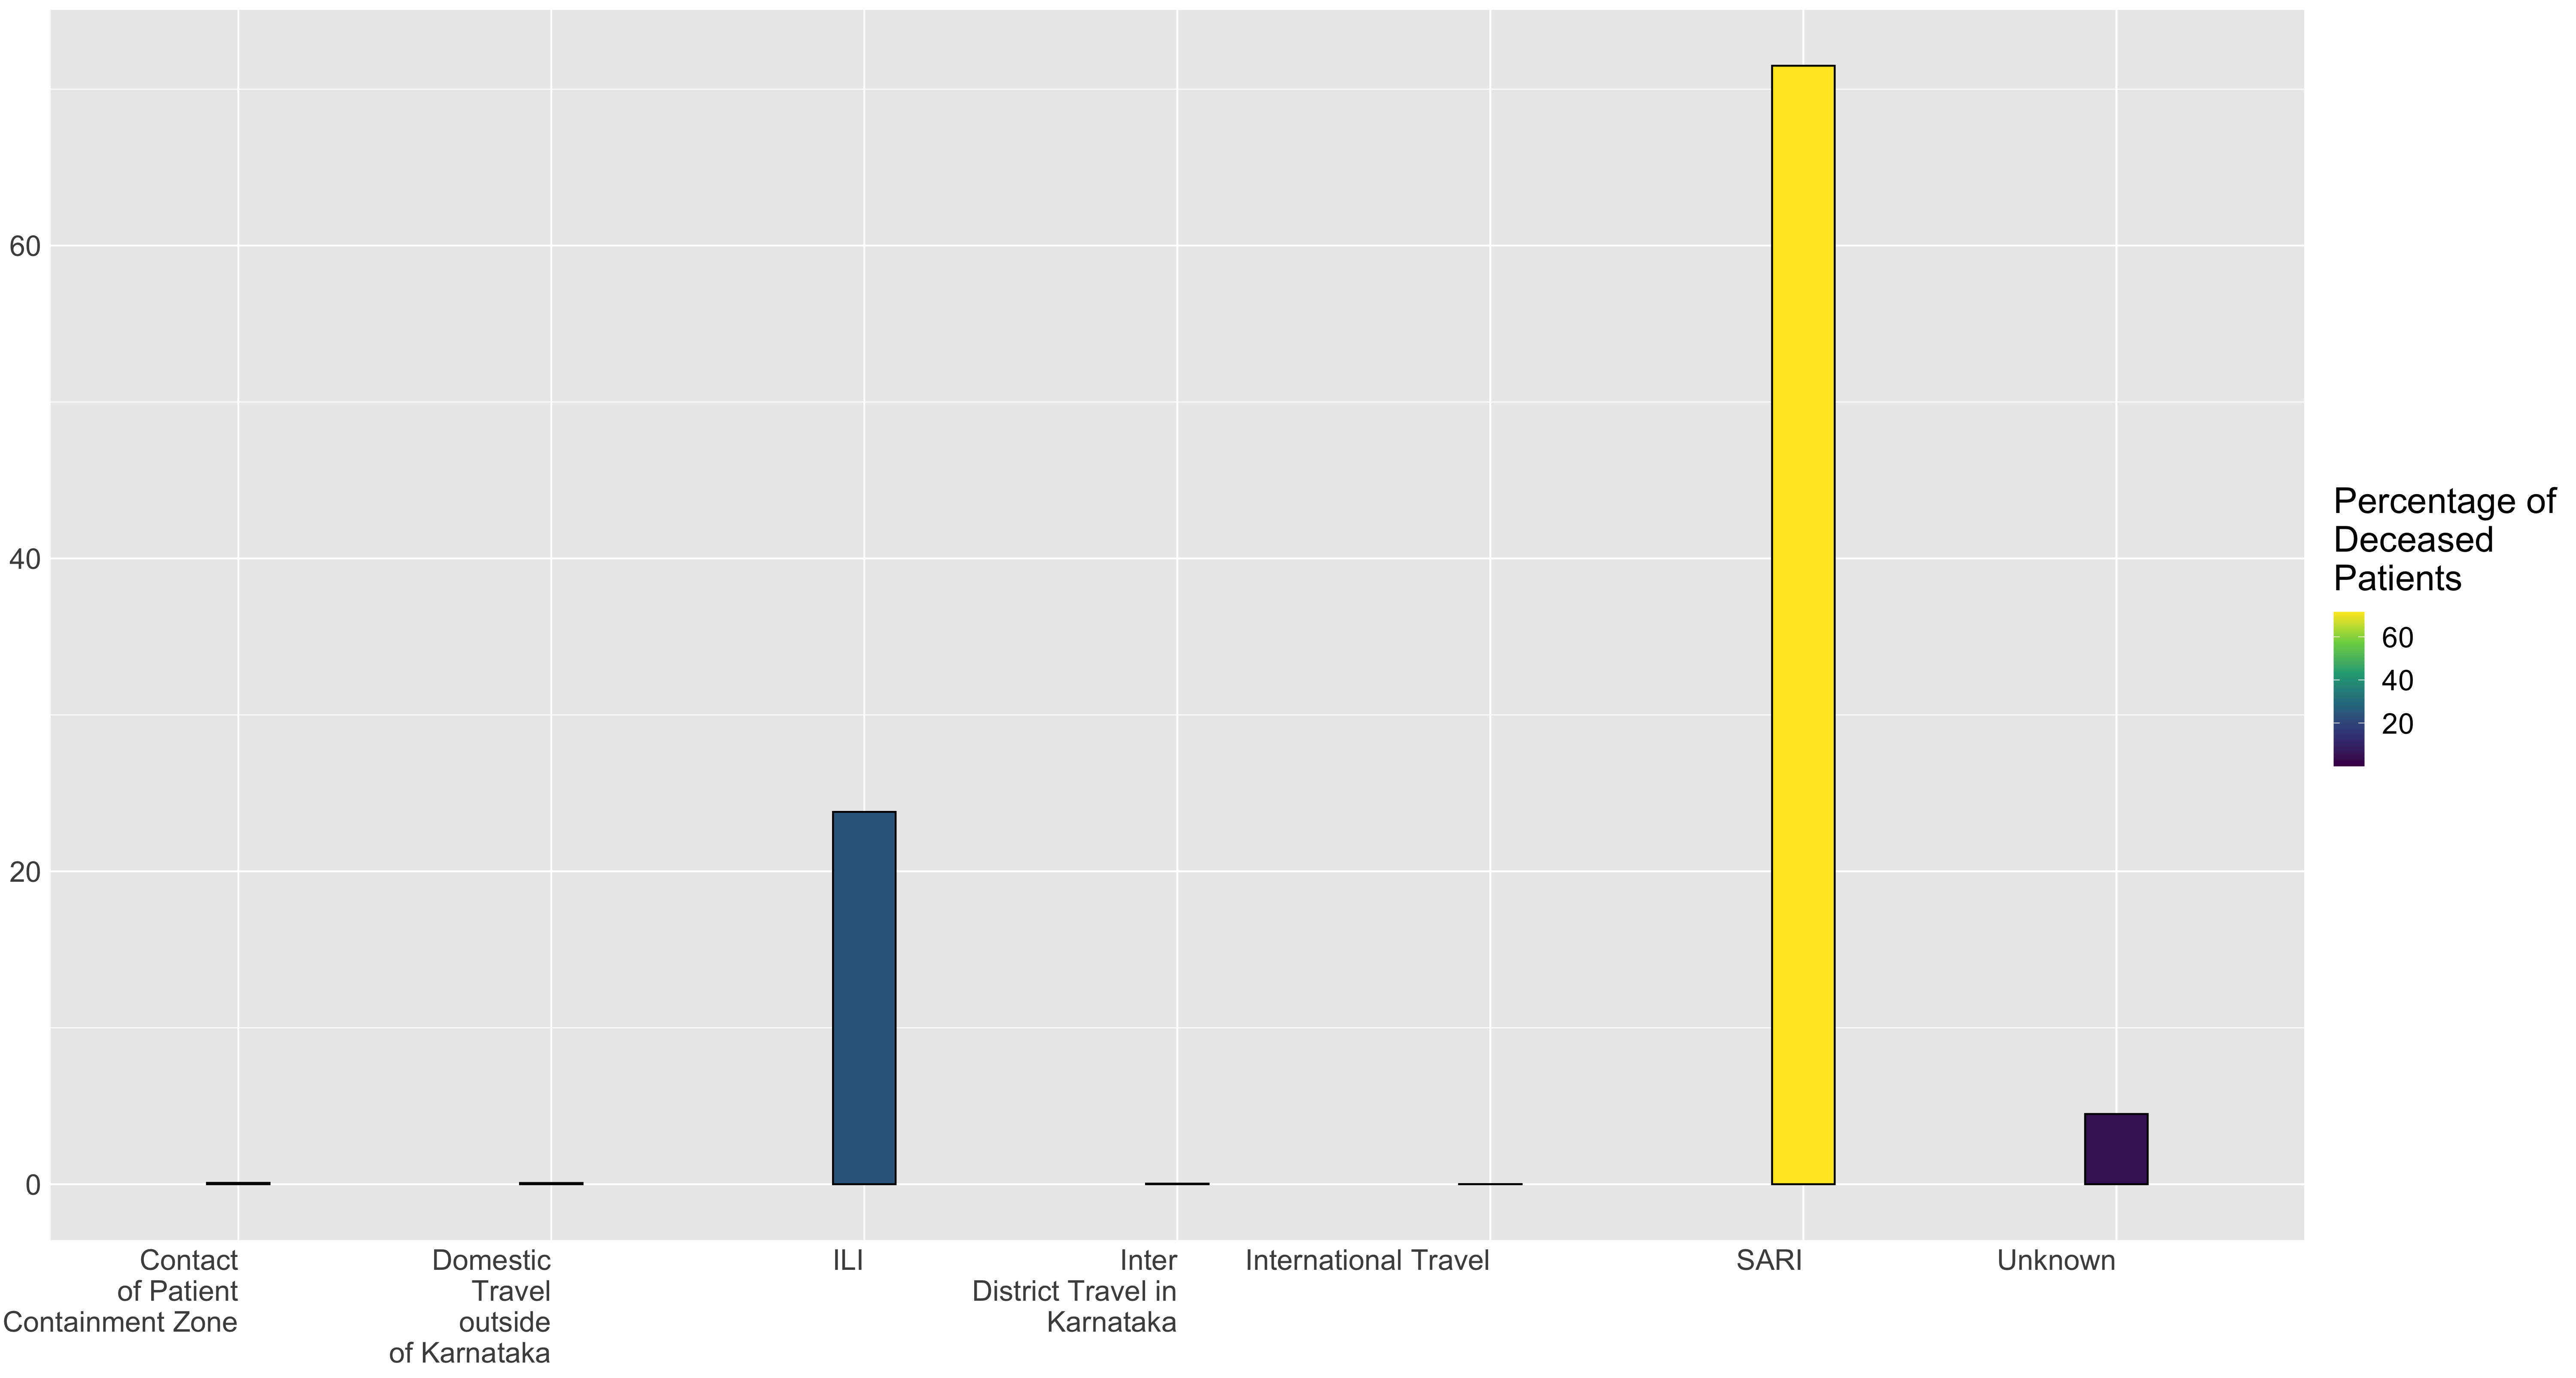 60
40
20
0
Contact
of Patient
Containment Zone
Domestic
Travel
outside
of Karnataka
ILI
Inter
District Travel in
Karnataka
International Travel
SARI
Unknown
Percentage of
Deceased
Patients
60
40
20